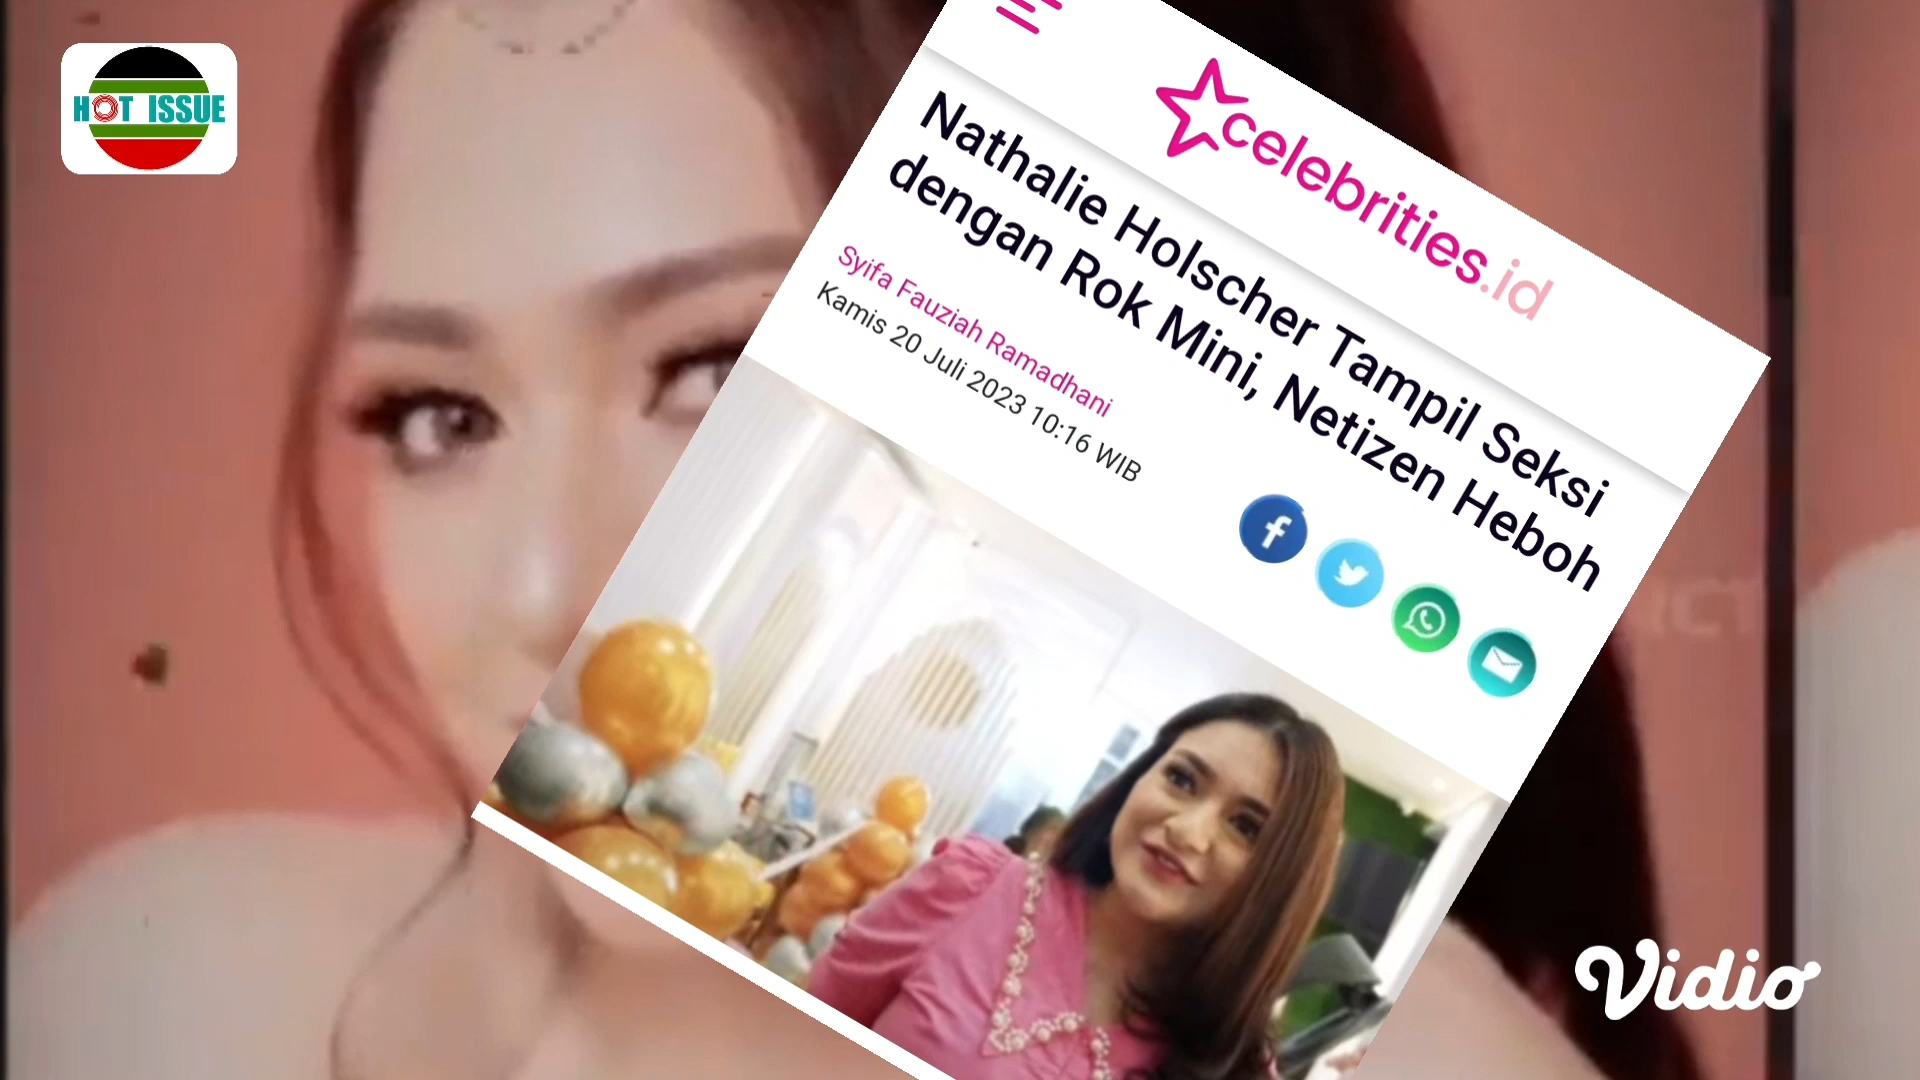 HOT ISSUE
celebrities.id
Nathalie Holscher Tampil Seksi
dengan Rok Mini, Netizen Heboh
Syifa Fauziah Ramadhani
Kamis 20 Juli 2023 10:16 WIB
Vidio